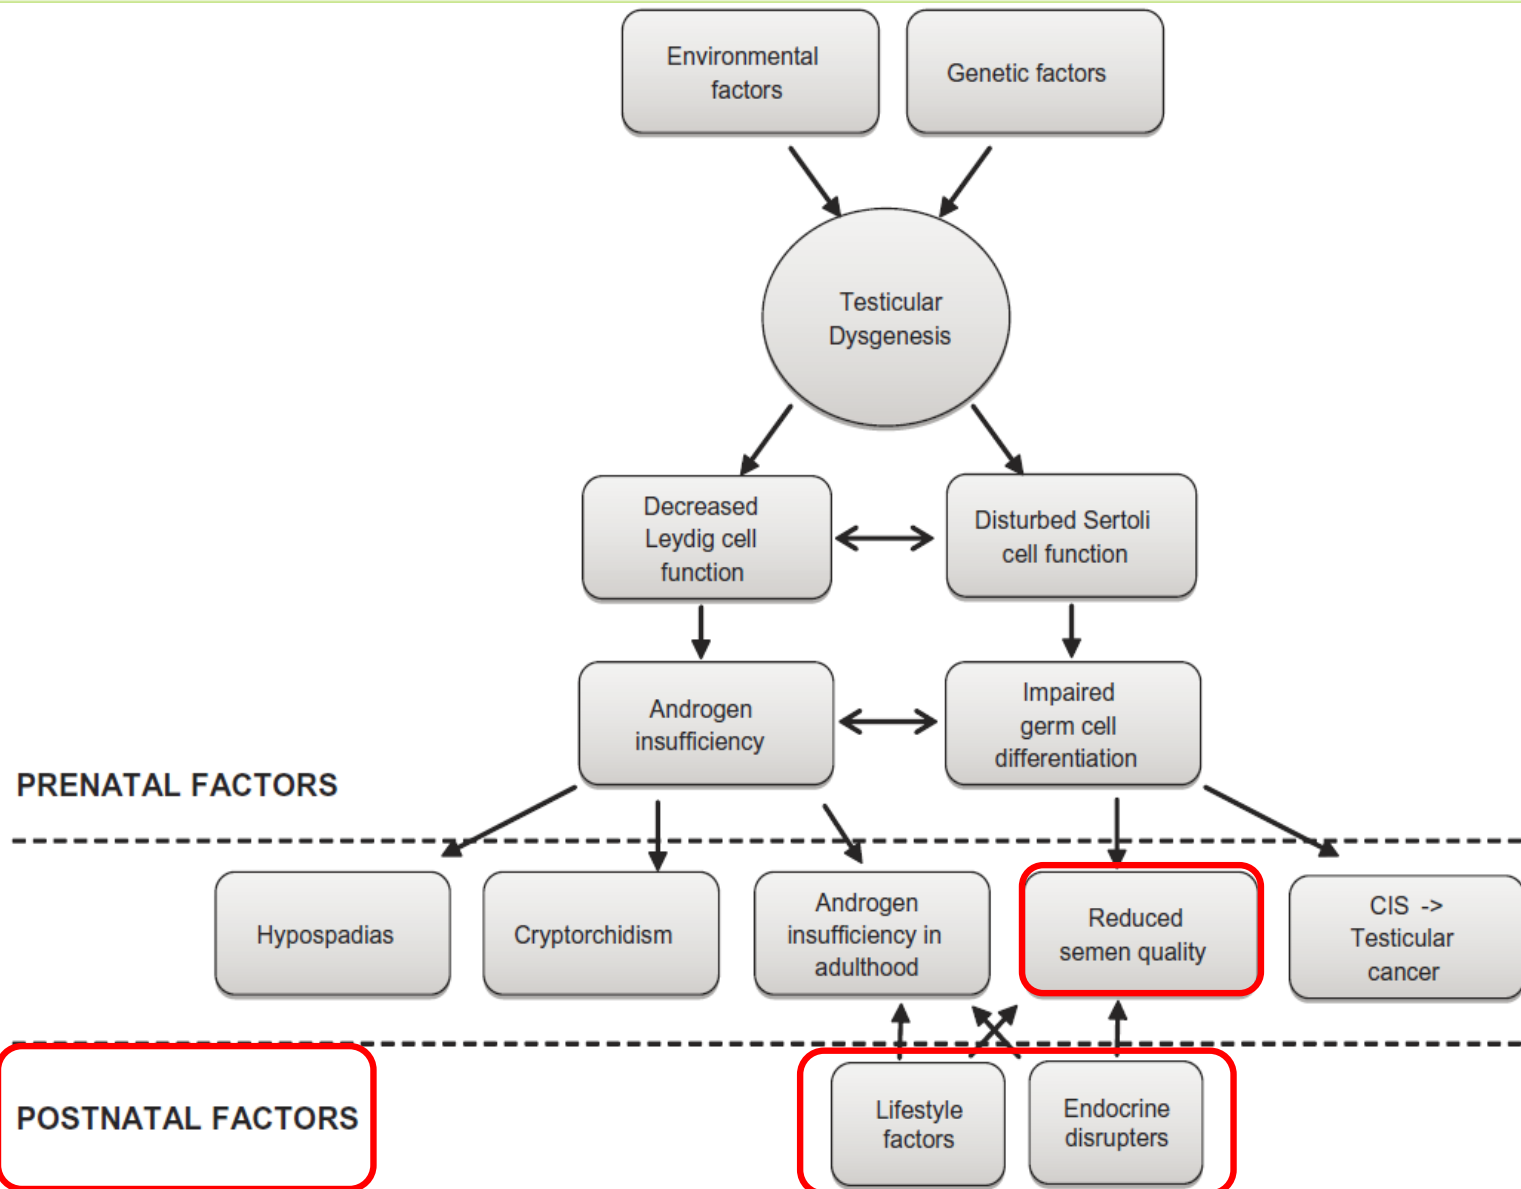 Environmental
factors
Genetic factors
Testicular
Dysgenesis
Decreased
Leydig cell
function
Disturbed Sertoli
cell function
Androgen
insufficiency
Impaired
germ cell
differentiation
PRENATAL FACTORS
Hypospadias
Cryptorchidism
Androgen
insufficiency in
adulthood
Reduced
semen quality
CIS ->
Testicular
cancer
POSTNATAL FACTORS
Lifestyle
factors
Endocrine
disrupters